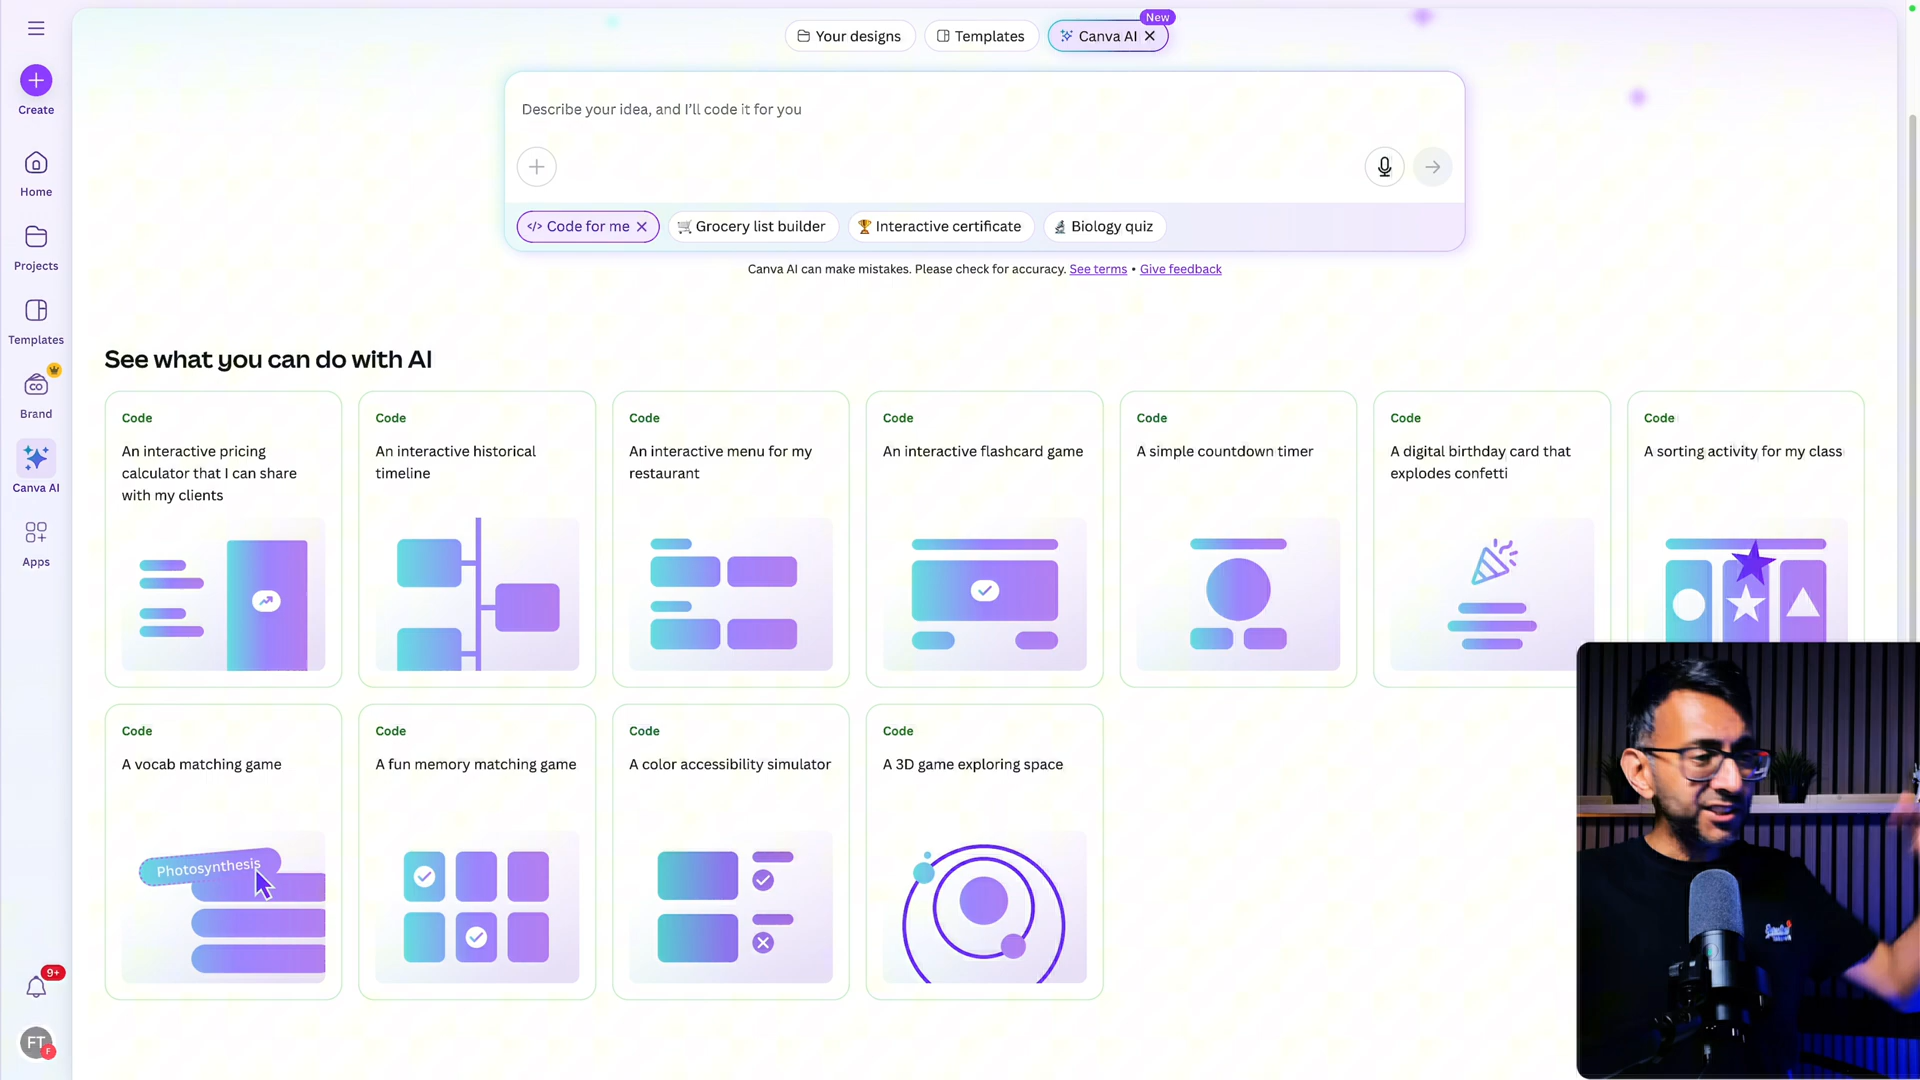 New
Your designs
Templates
Canva AI
Create
Describe your idea, and I'll code it for you
Home
Code for me
Grocery list builder
Interactive certificate
Biology quiz
Projects
Canva AI can make mistakes. Please check for accuracy. See terms • Give feedback
Templates
See what you can do with AI
Brand
Canva AI
Apps
Code
An interactive pricing
calculator that I can share
with my clients
Code
An interactive historical
timeline
Code
An interactive menu for my
restaurant
Code
An interactive flashcard game
Code
A simple countdown timer
Code
A digital birthday card that
explodes confetti
Code
A sorting activity for my class
Code
A vocab matching game
Photosynthesis
Code
A fun memory matching game
Code
A color accessibility simulator
Code
A 3D game exploring space
9+
FT
F